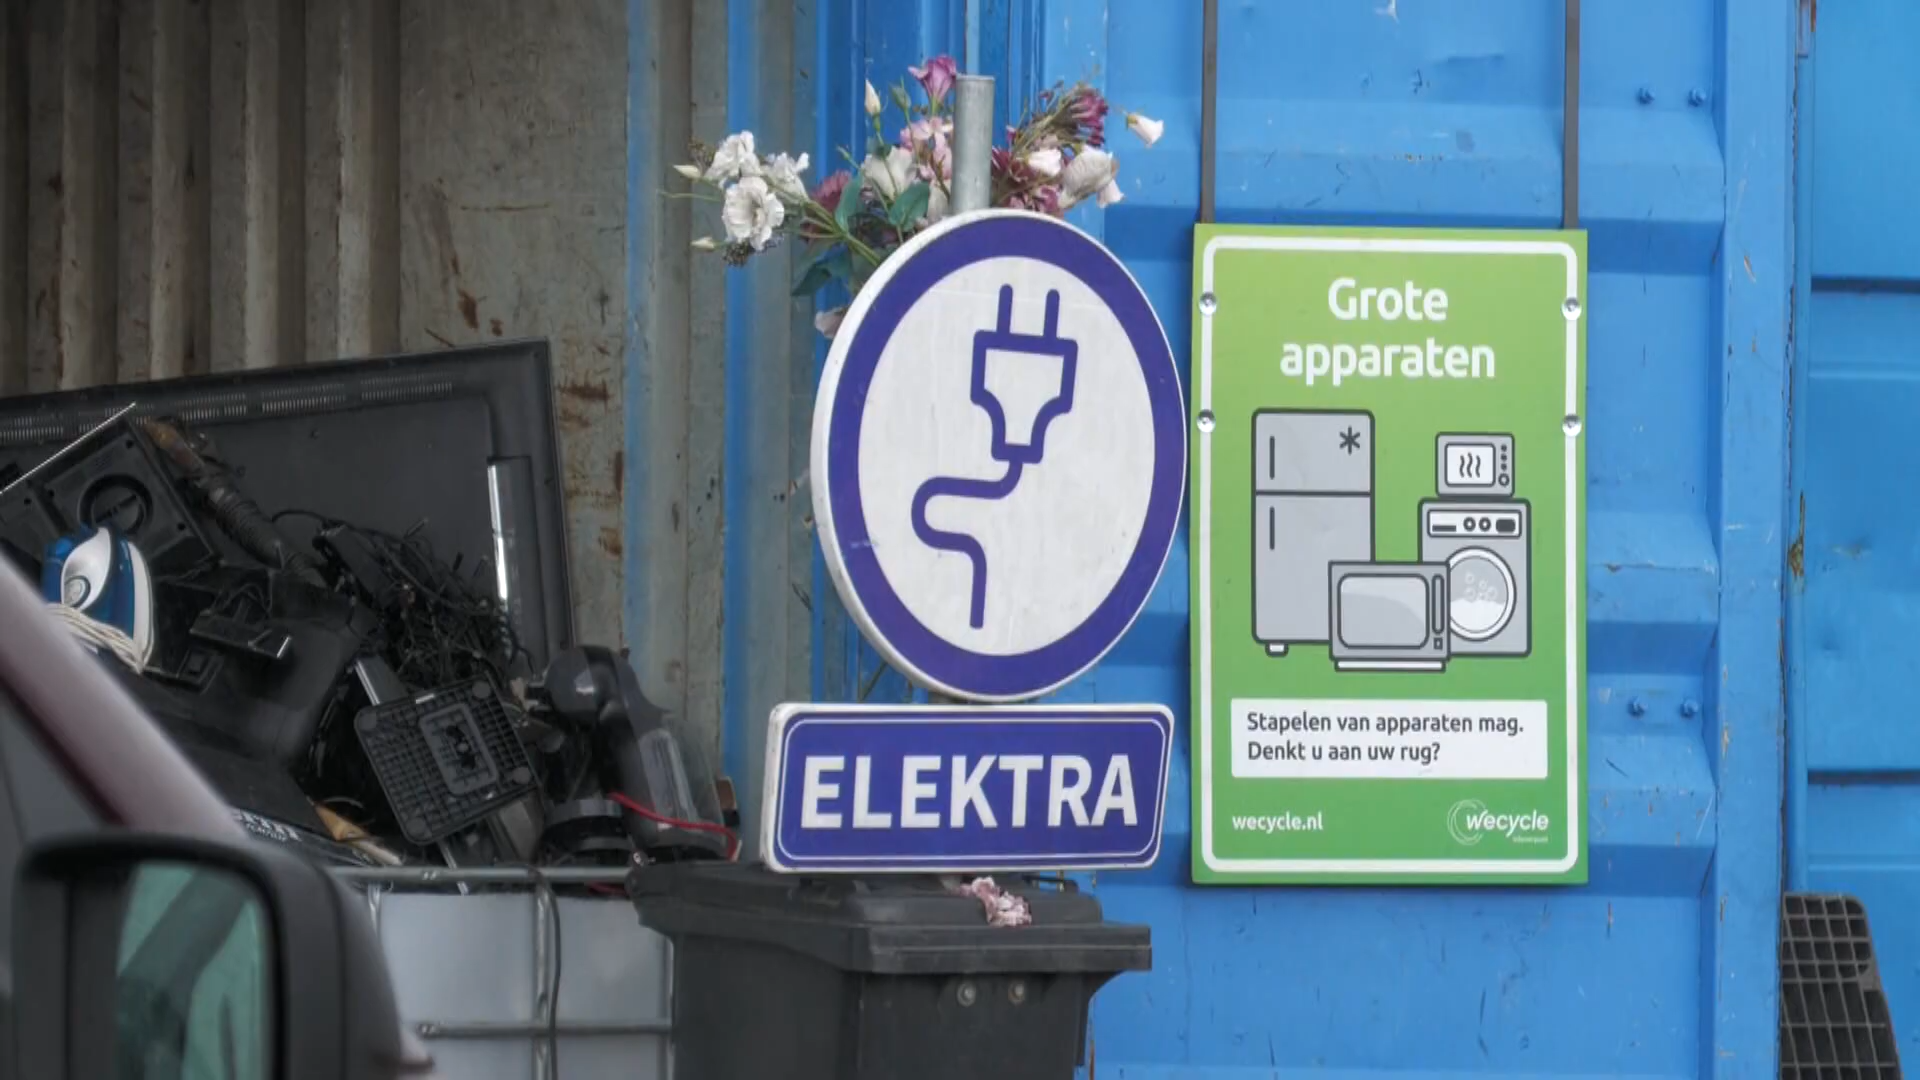 ELEKTRA
Grote
apparaten
Stapelen van apparaten mag.
Denkt u aan uw rug?
wecycle.nl
wecycle